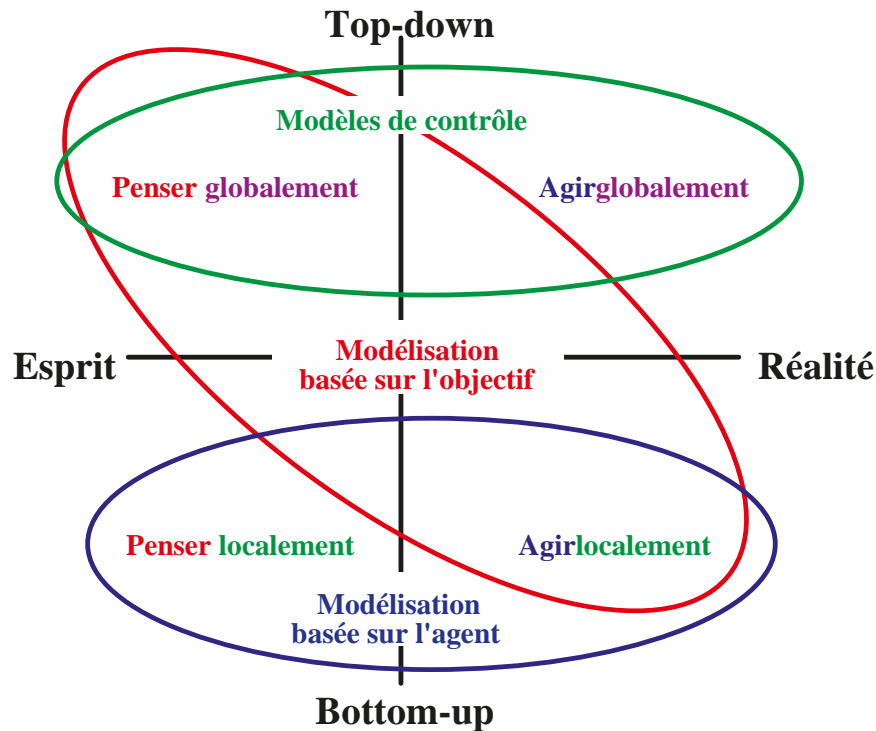 Top-down
Modèles de contrôle
Penser globalement
Agirglobalement
Esprit
Modélisation
basée sur l'objectif
Réalité
Penser localement
Agirlocalement
Modélisation
basée sur l'agent
Bottom-up